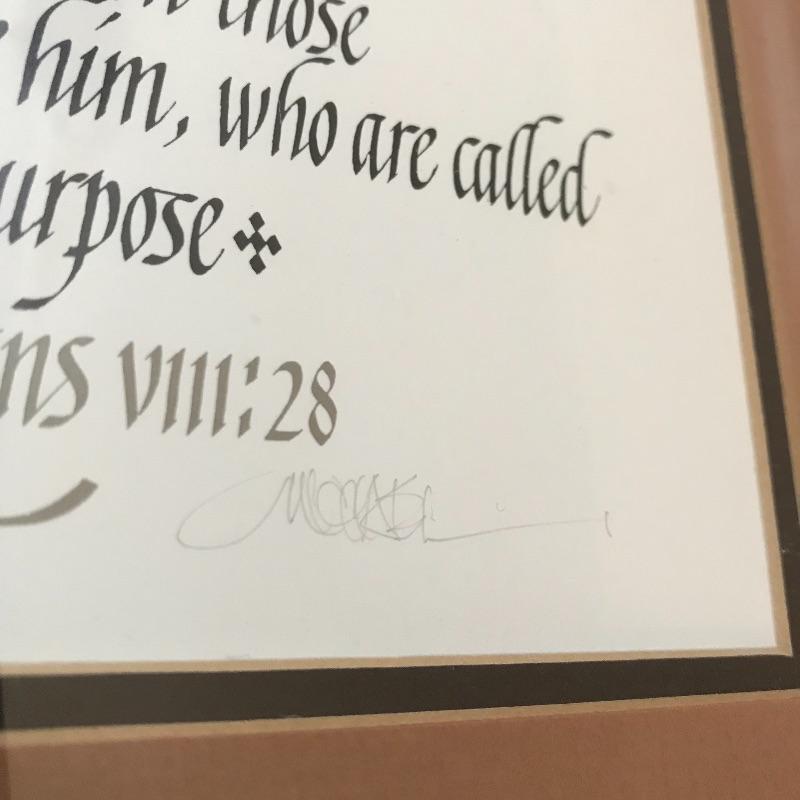 those
him, who are called
urpose
ns VIII:28